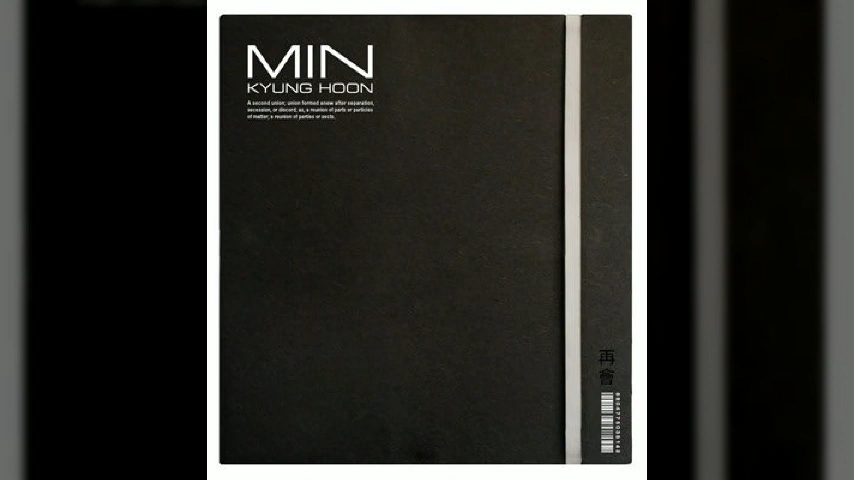 MIN
KYUNG HOON
A second union; union formed anew after separation,
secession, or discord; as, a reunion of parts or particles
of matter; a reunion of parties or sects.
再
會